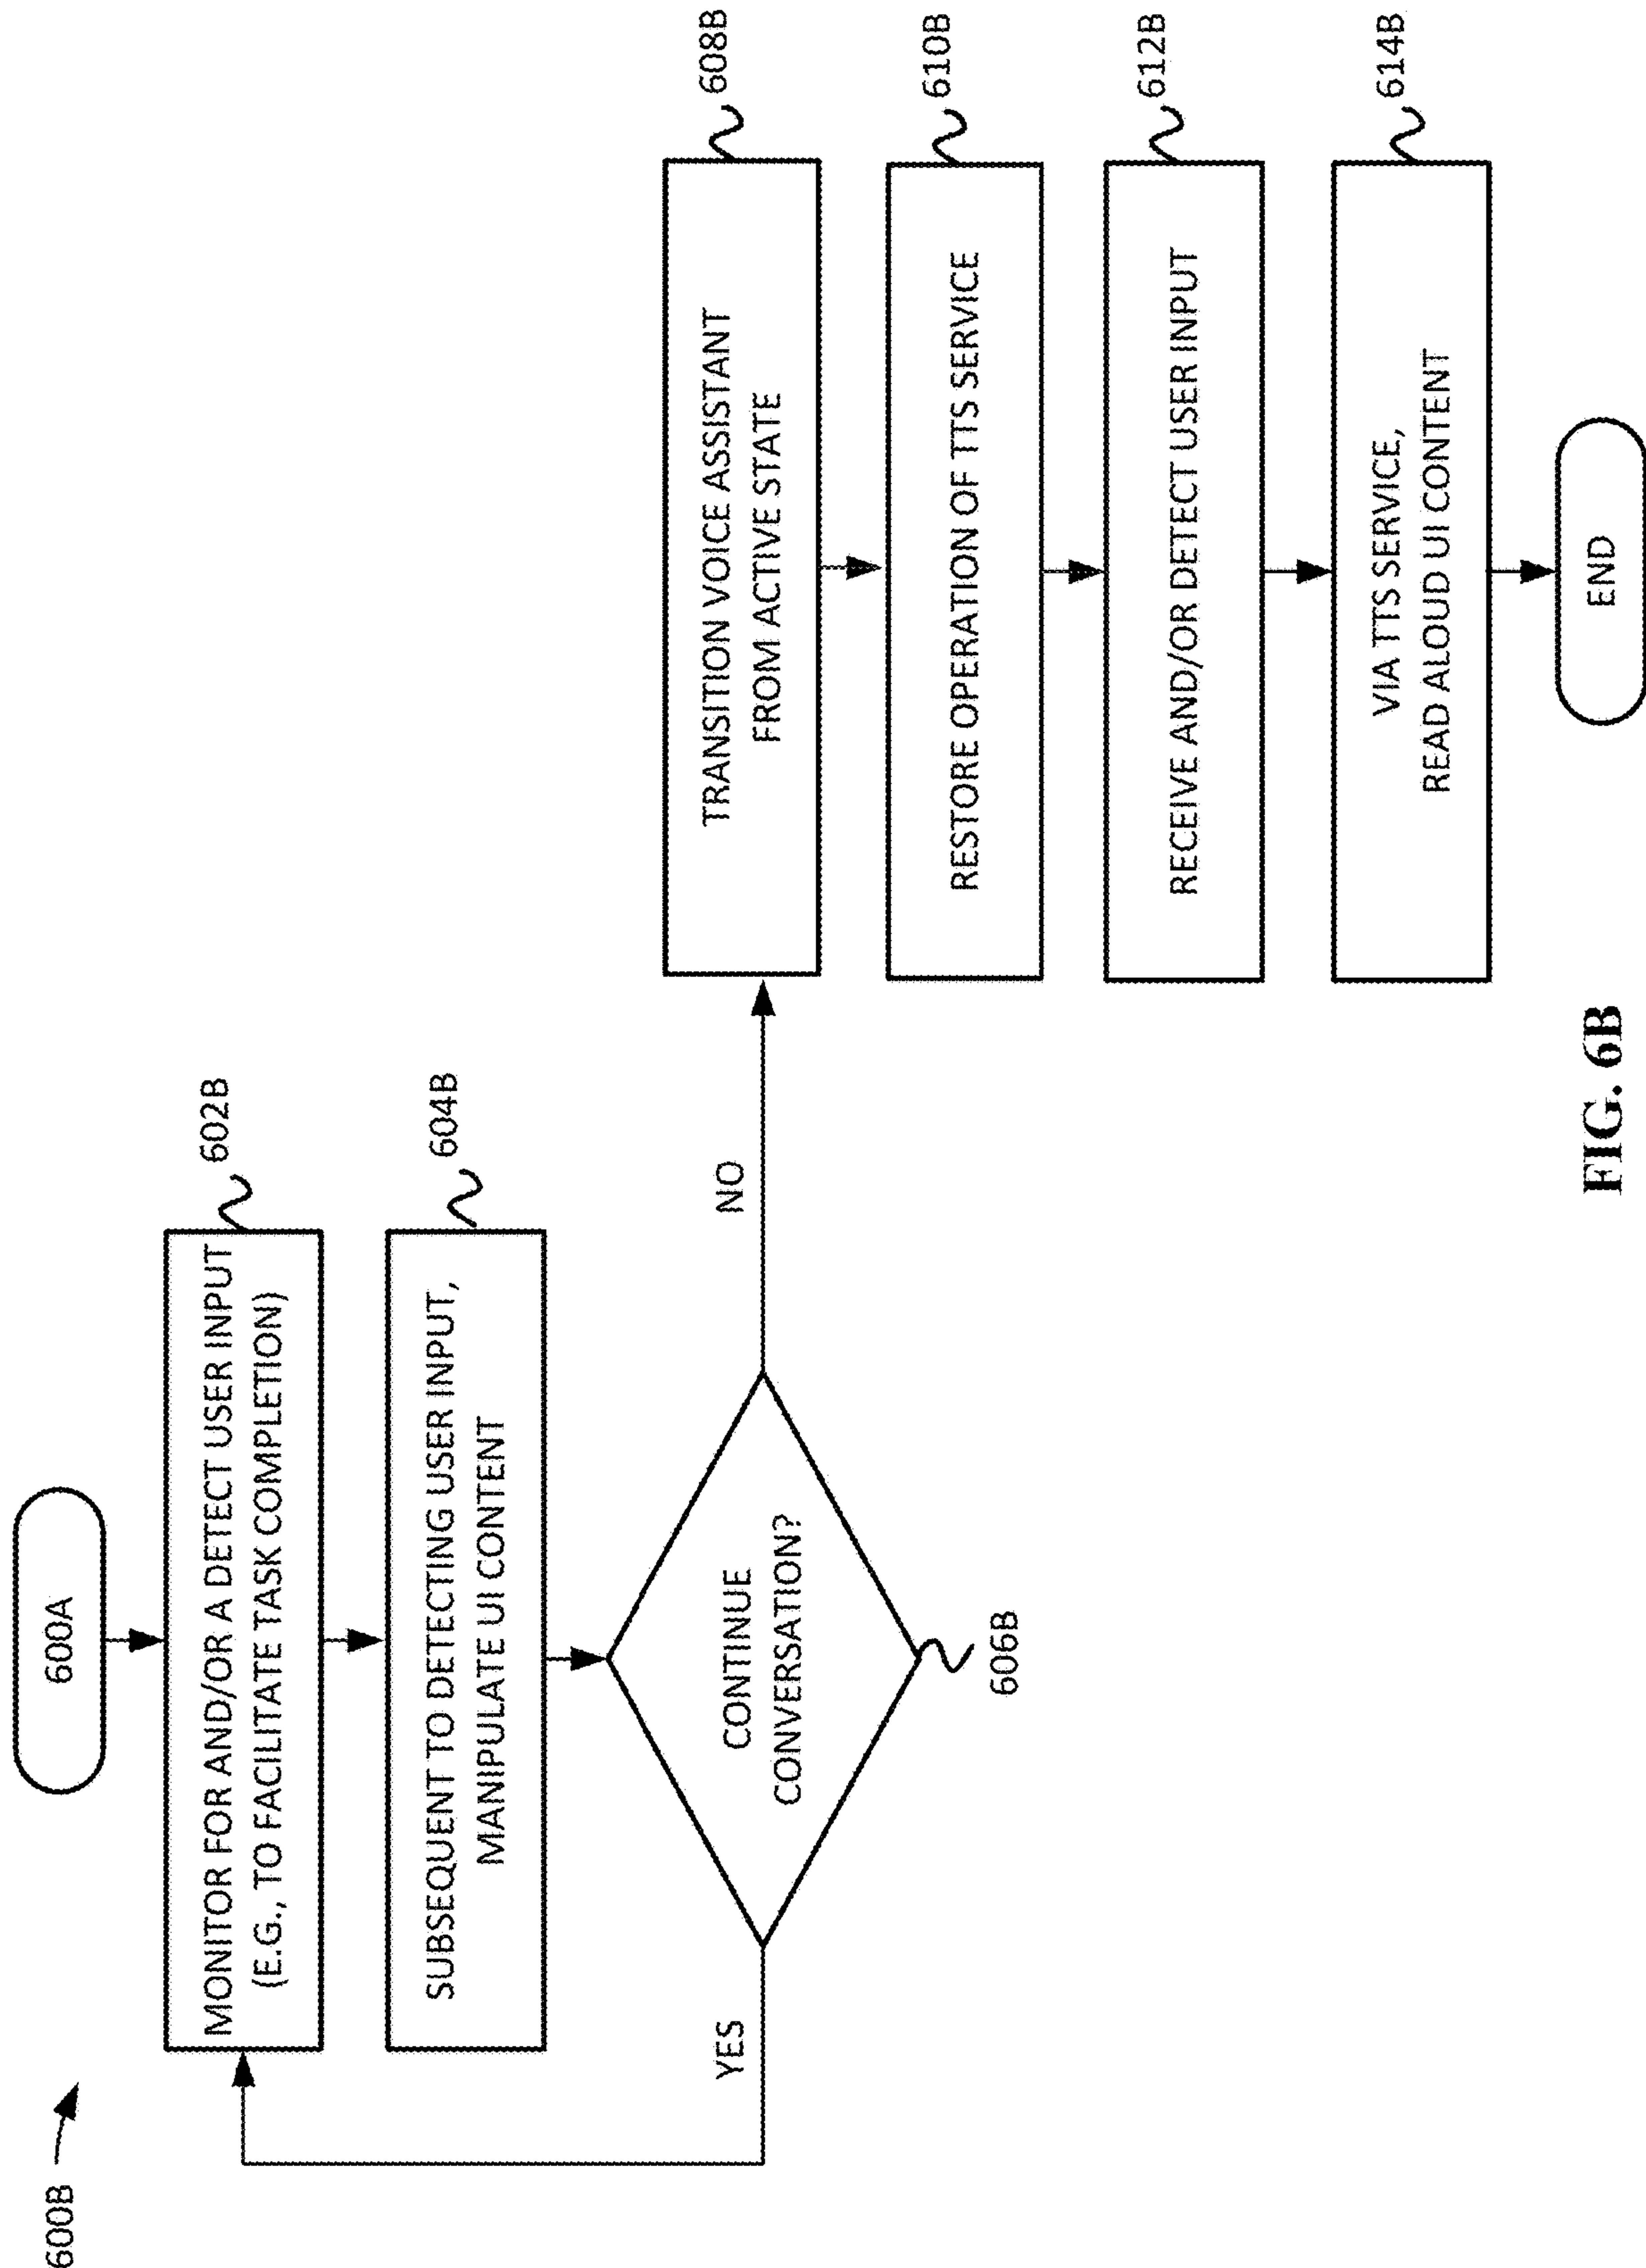 600B
600A
MONITOR FOR AND/OR A DETECT USER INPUT
(E.G., TO FACILITATE TASK COMPLETION)
602B
SUBSEQUENT TO DETECTING USER INPUT,
MANIPULATE UI CONTENT
604B
CONTINUE
CONVERSATION?
606B
YES
NO
TRANSITION VOICE ASSISTANT
FROM ACTIVE STATE
608B
RESTORE OPERATION OF TTS SERVICE
610B
RECEIVE AND/OR DETECT USER INPUT
612B
VIA TTS SERVICE,
READ ALOUD UI CONTENT
614B
END
FIG. 6B